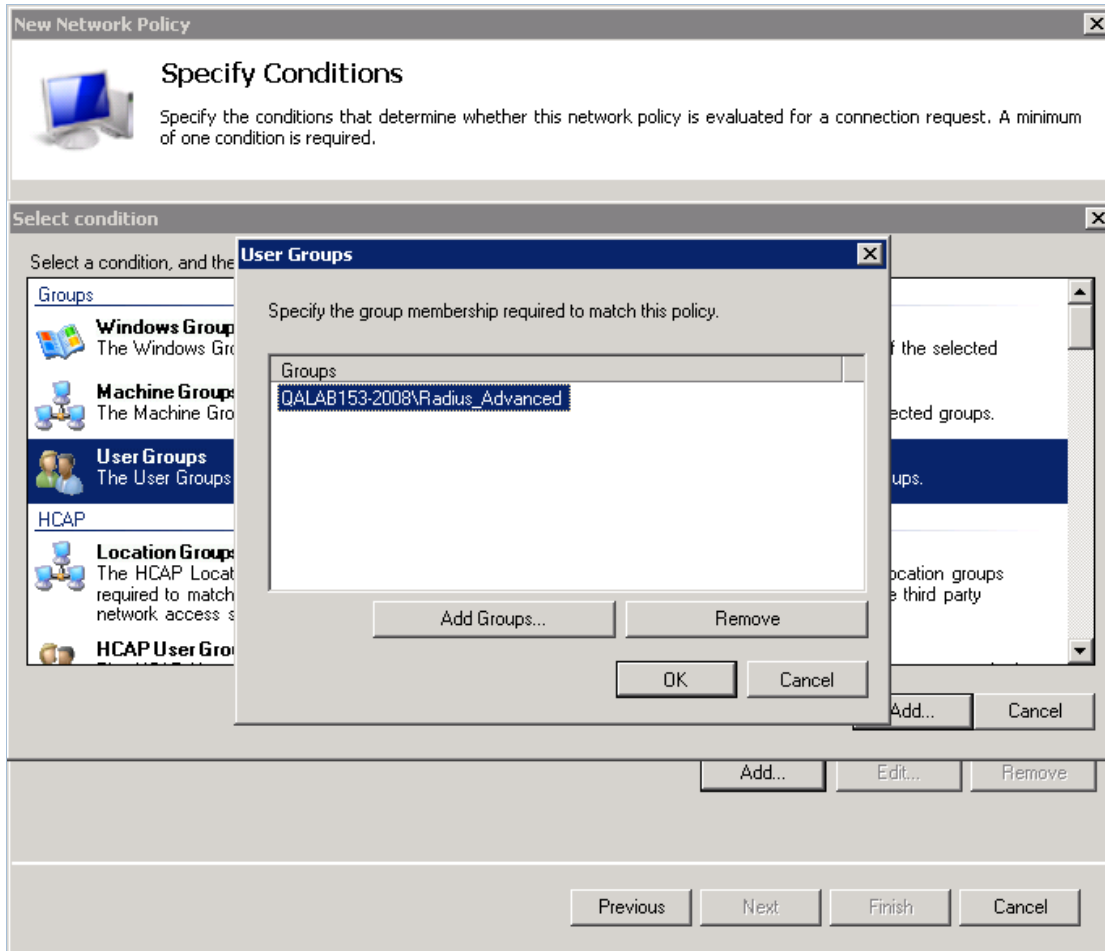 New Network Policy
Specify Conditions
Specify the conditions that determine whether this network policy is evaluated for a connection request. A minimum
of one condition is required.
Select condition
Select a condition, and the
User Groups
Groups
Windows Group
The Windows Gro
f the selected
Machine Groups
The Machine Gro
ected groups.
User Groups
The User Groups
ups.
HCAP
Location Groups
The HCAP Locat
ocation groups
required to match
e third party
network access s
HCAP User Grou
Specify the group membership required to match this policy.
Groups
QALAB153-2008\Radius_Advanced
Add Groups...
Remove
OK
Cancel
Add...
Cancel
Add...
Edit...
Remove
Previous
Next
Finish
Cancel